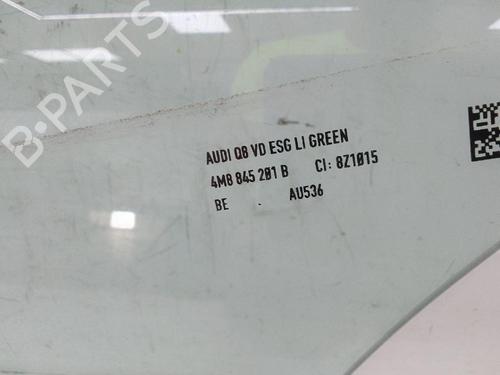 B-PARTS
AUDI Q8 VD ESG LI GREEN
4M8 845 201 B CI: 8Z1015
BE . AU536